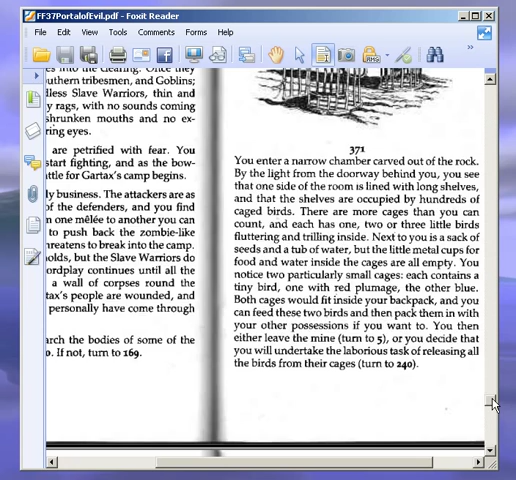 FF37PortalofEvil.pdf - Foxit Reader
File Edit View Tools Comments Forms Help
into the clearing. Once they
uthern tribesmen, and Goblins;
dless Slave Warriors, thin and
y rags, with no sounds coming
shrunken mouths and no ex-
ring eyes.
are petrified with fear. You
start fighting, and as the bow-
ttle for Gartax's camp begins.
ly business. The attackers are as
of the defenders, and you find
m one mêlée to another you can
to push back the zombie-like
hreatens to break into the camp.
olds, but the Slave Warriors do
ordplay continues until all the
a wall of corpses round the
tax's people are wounded, and
personally have come through
arch the bodies of some of the
0. If not, turn to 169.
371
You enter a narrow chamber carved out of the rock.
By the light from the doorway behind you, you see
that one side of the room is lined with long shelves,
and that the shelves are occupied by hundreds of
caged birds. There are more cages than you can
count, and each has one, two or three little birds
fluttering and trilling inside. Next to you is a sack of
seeds and a tub of water, but the little metal cups for
food and water inside the cages are all empty. You
notice two particularly small cages: each contains a
tiny bird, one with red plumage, the other blue.
Both cages would fit inside your backpack, and you
can feed these two birds and then pack them in with
your other possessions if you want to. You then
either leave the mine (turn to 5), or you decide that
you will undertake the laborious task of releasing all
the birds from their cages (turn to 240).